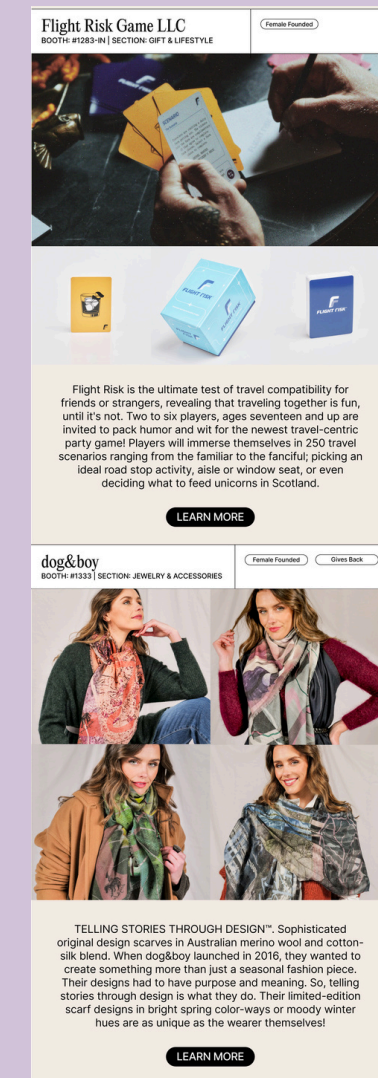 Flight Risk Game LLC
Female Founded
BOOTH: #1283-IN | SECTION: GIFT & LIFESTYLE
FLIGHT RISK
FLIGHT RISK
Flight Risk is the ultimate test of travel compatibility for
friends or strangers, revealing that traveling together is fun,
until it's not. Two to six players, ages seventeen and up are
invited to pack humor and wit for the newest travel-centric
party game! Players will immerse themselves in 250 travel
scenarios ranging from the familiar to the fanciful; picking an
ideal road stop activity, aisle or window seat, or even
deciding what to feed unicorns in Scotland.
LEARN MORE
dog&boy
Female Founded
Gives Back
BOOTH: #1333 | SECTION: JEWELRY & ACCESSORIES
TELLING STORIES THROUGH DESIGN™. Sophisticated
original design scarves in Australian merino wool and cotton-
silk blend. When dog&boy launched in 2016, they wanted to
create something more than just a seasonal fashion piece.
Their designs had to have purpose and meaning. So, telling
stories through design is what they do. Their limited-edition
scarf designs in bright spring color-ways or moody winter
hues are as unique as the wearer themselves!
LEARN MORE